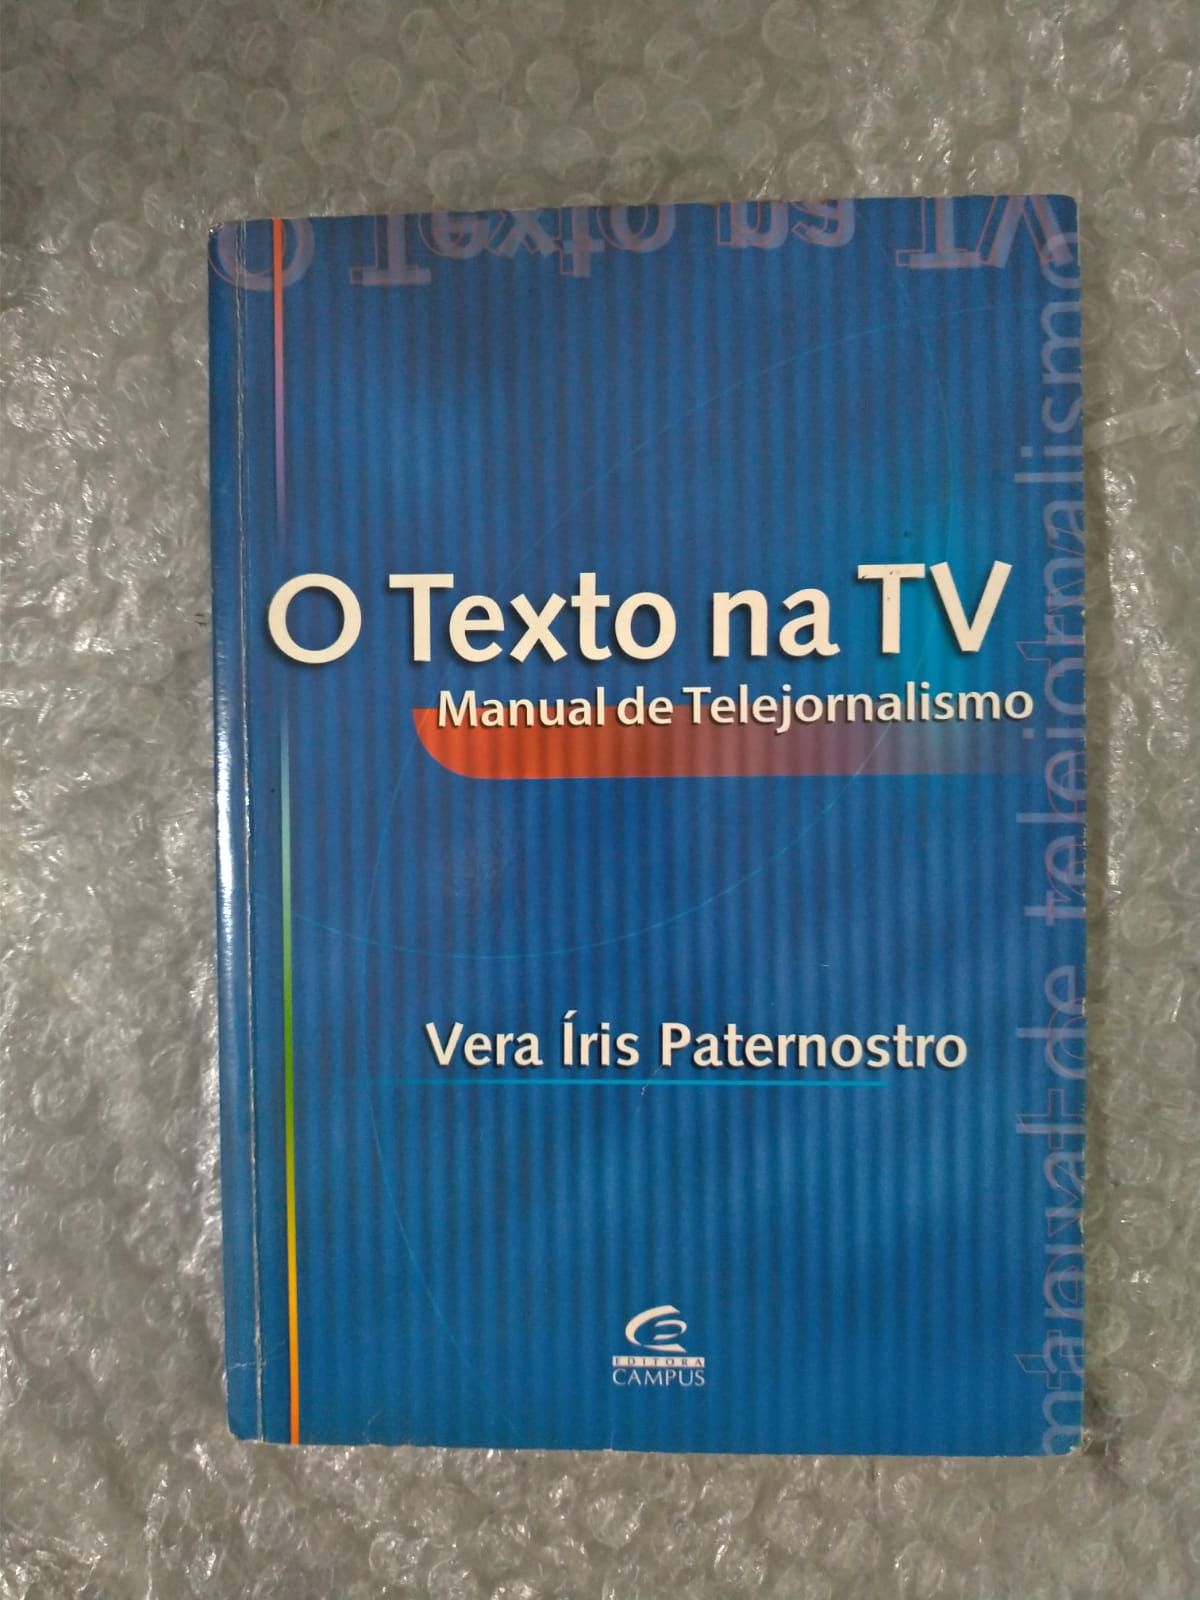 O Texto na TV
O Texto na TV
Manual de Telejornalismo
manual de telejornalismo
Vera Íris Paternostro
EDITORA
CAMPUS